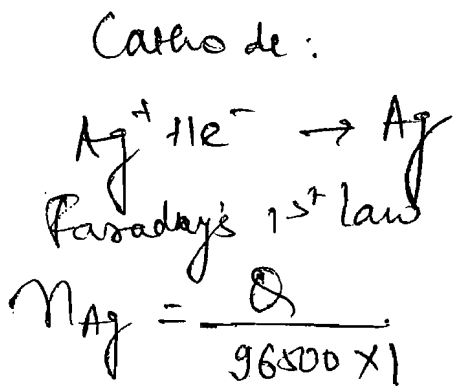 Cathode:
Ag⁺ + 1e⁻ → Ag
Faraday's 1st law
n_Ag = Q / (96500 × 1)